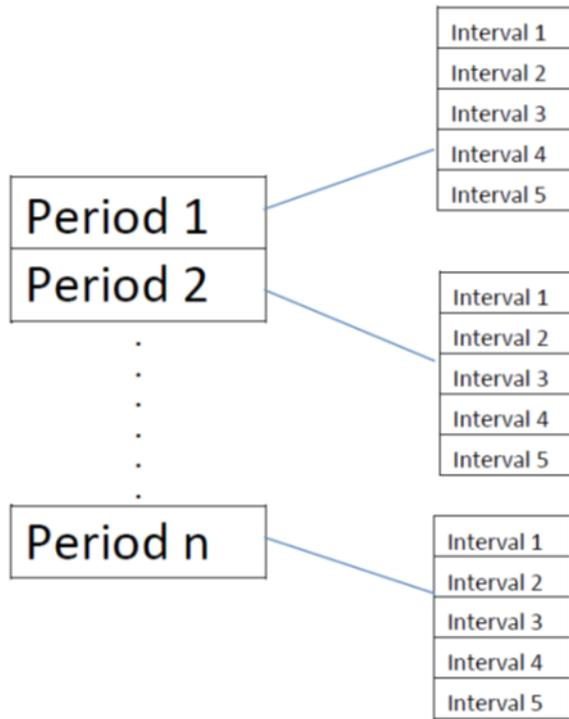 Period 1
Interval 1
Interval 2
Interval 3
Interval 4
Interval 5
Period 2
Interval 1
Interval 2
Interval 3
Interval 4
Interval 5
.
.
.
.
.
.
Period n
Interval 1
Interval 2
Interval 3
Interval 4
Interval 5